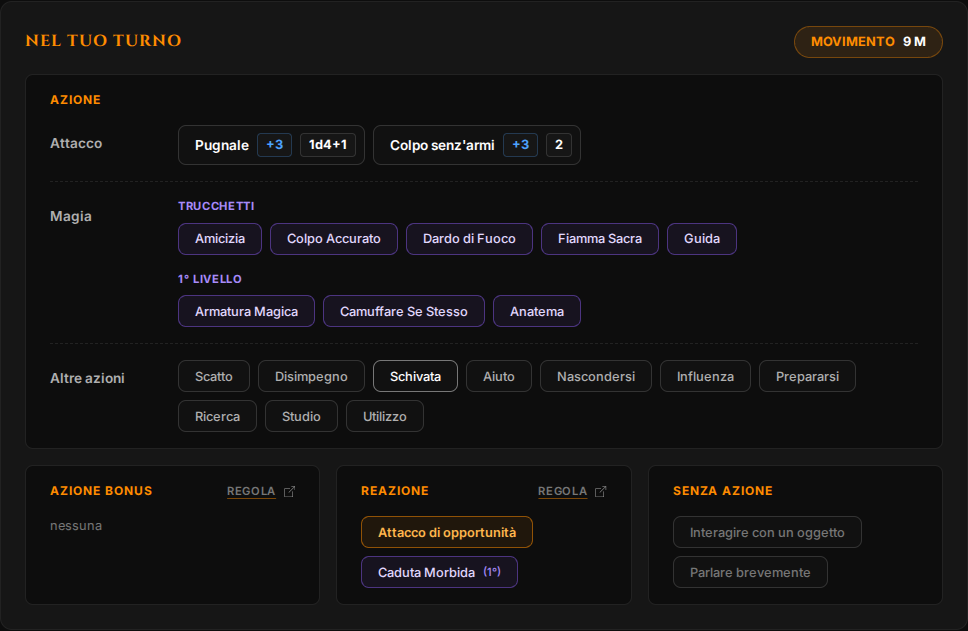 NEL TUO TURNO
MOVIMENTO 9 M
AZIONE
Attacco
Pugnale +3 1d4+1 Colpo senz'armi +3 2
Magia
TRUCCHETTI
Amicizia Colpo Accurato Dardo di Fuoco Fiamma Sacra Guida
1° LIVELLO
Armatura Magica Camuffare Se Stesso Anatema
Altre azioni
Scatto Disimpegno Schivata Aiuto Nascondersi Influenza Prepararsi
Ricerca Studio Utilizzo
AZIONE BONUS REGOLA
nessuna
REAZIONE REGOLA
Attacco di opportunità
Caduta Morbida (1°)
SENZA AZIONE
Interagire con un oggetto
Parlare brevemente